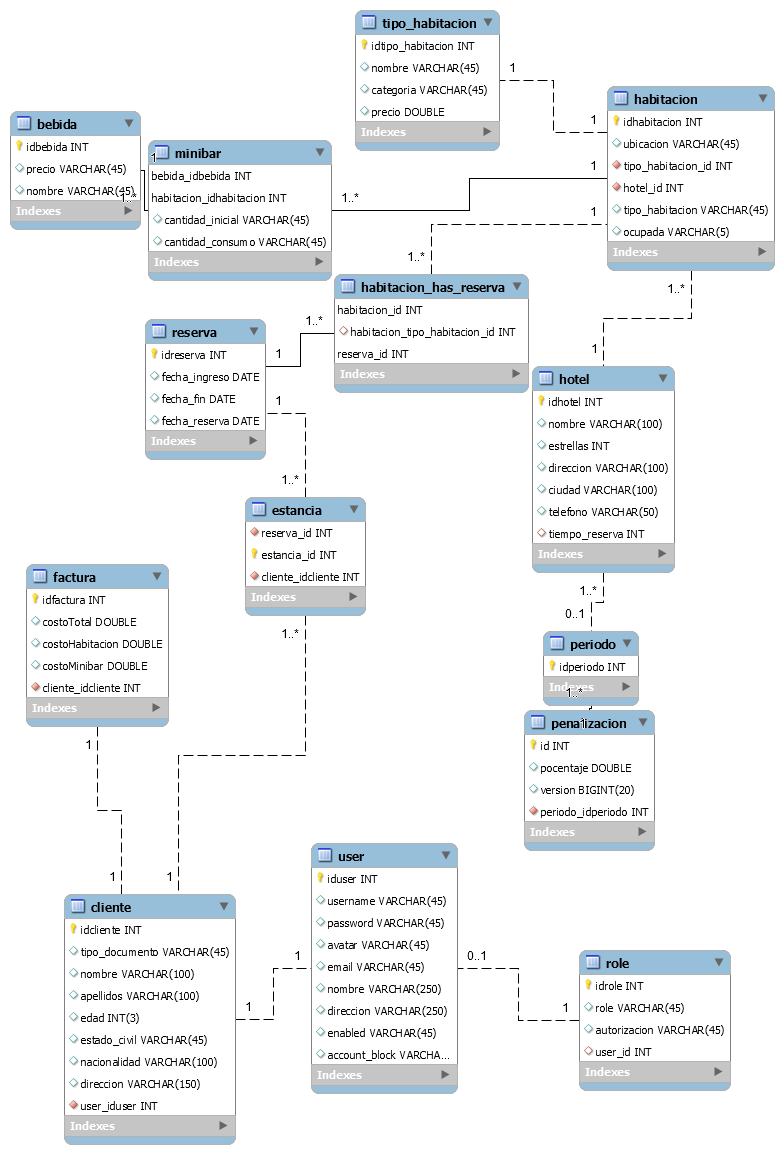 tipo_habitacion
idtipo_habitacion INT
nombre VARCHAR(45)
categoria VARCHAR(45)
precio DOUBLE
Indexes
1
1
habitacion
idhabitacion INT
ubicacion VARCHAR(45)
tipo_habitacion_id INT
hotel_id INT
tipo_habitacion VARCHAR(45)
ocupada VARCHAR(5)
Indexes
bebida
idbebida INT
precio VARCHAR(45)
nombre VARCHAR(45)
Indexes
1
1..*
minibar
bebida_idbebida INT
habitacion_idhabitacion INT
cantidad_inicial VARCHAR(45)
cantidad_consumo VARCHAR(45)
Indexes
1..*
1
1
1..*
habitacion_has_reserva
habitacion_id INT
habitacion_tipo_habitacion_id INT
reserva_id INT
Indexes
1..*
1
reserva
idreserva INT
fecha_ingreso DATE
fecha_fin DATE
fecha_reserva DATE
Indexes
1
1..*
1..*
1
hotel
idhotel INT
nombre VARCHAR(100)
estrellas INT
direccion VARCHAR(100)
ciudad VARCHAR(100)
telefono VARCHAR(50)
tiempo_reserva INT
Indexes
estancia
reserva_id INT
estancia_id INT
cliente_idcliente INT
Indexes
1..*
1
factura
idfactura INT
costoTotal DOUBLE
costoHabitacion DOUBLE
costoMinibar DOUBLE
cliente_idcliente INT
Indexes
1
1
1..*
0..1
periodo
idperiodo INT
Indexes
1..*
1
penalizacion
id INT
pocentaje DOUBLE
version BIGINT(20)
periodo_idperiodo INT
Indexes
user
iduser INT
username VARCHAR(45)
password VARCHAR(45)
avatar VARCHAR(45)
email VARCHAR(45)
nombre VARCHAR(250)
direccion VARCHAR(250)
enabled VARCHAR(45)
account_block VARCHA...
Indexes
cliente
idcliente INT
tipo_documento VARCHAR(45)
nombre VARCHAR(100)
apellidos VARCHAR(100)
edad INT(3)
estado_civil VARCHAR(45)
nacionalidad VARCHAR(100)
direccion VARCHAR(150)
user_iduser INT
Indexes
1
1
0..1
1
role
idrole INT
role VARCHAR(45)
autorizacion VARCHAR(45)
user_id INT
Indexes